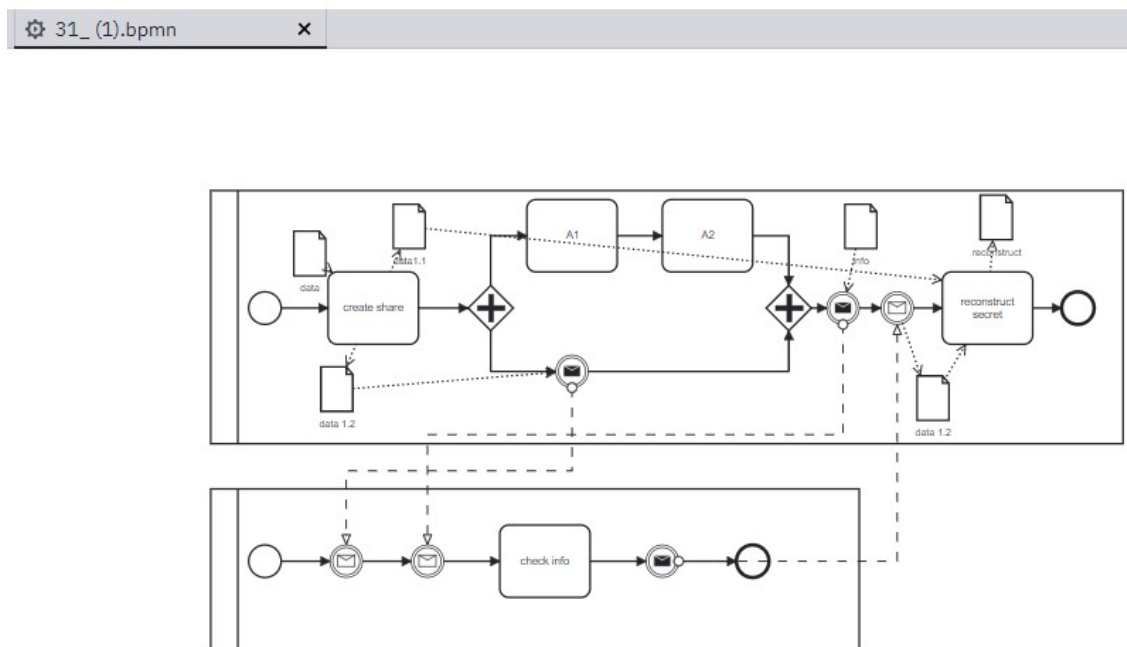 31_ (1).bpmn
data1.1
A1
A2
info
reconstruct
data
create share
reconstruct
secret
data 1.2
data 1.2
check info